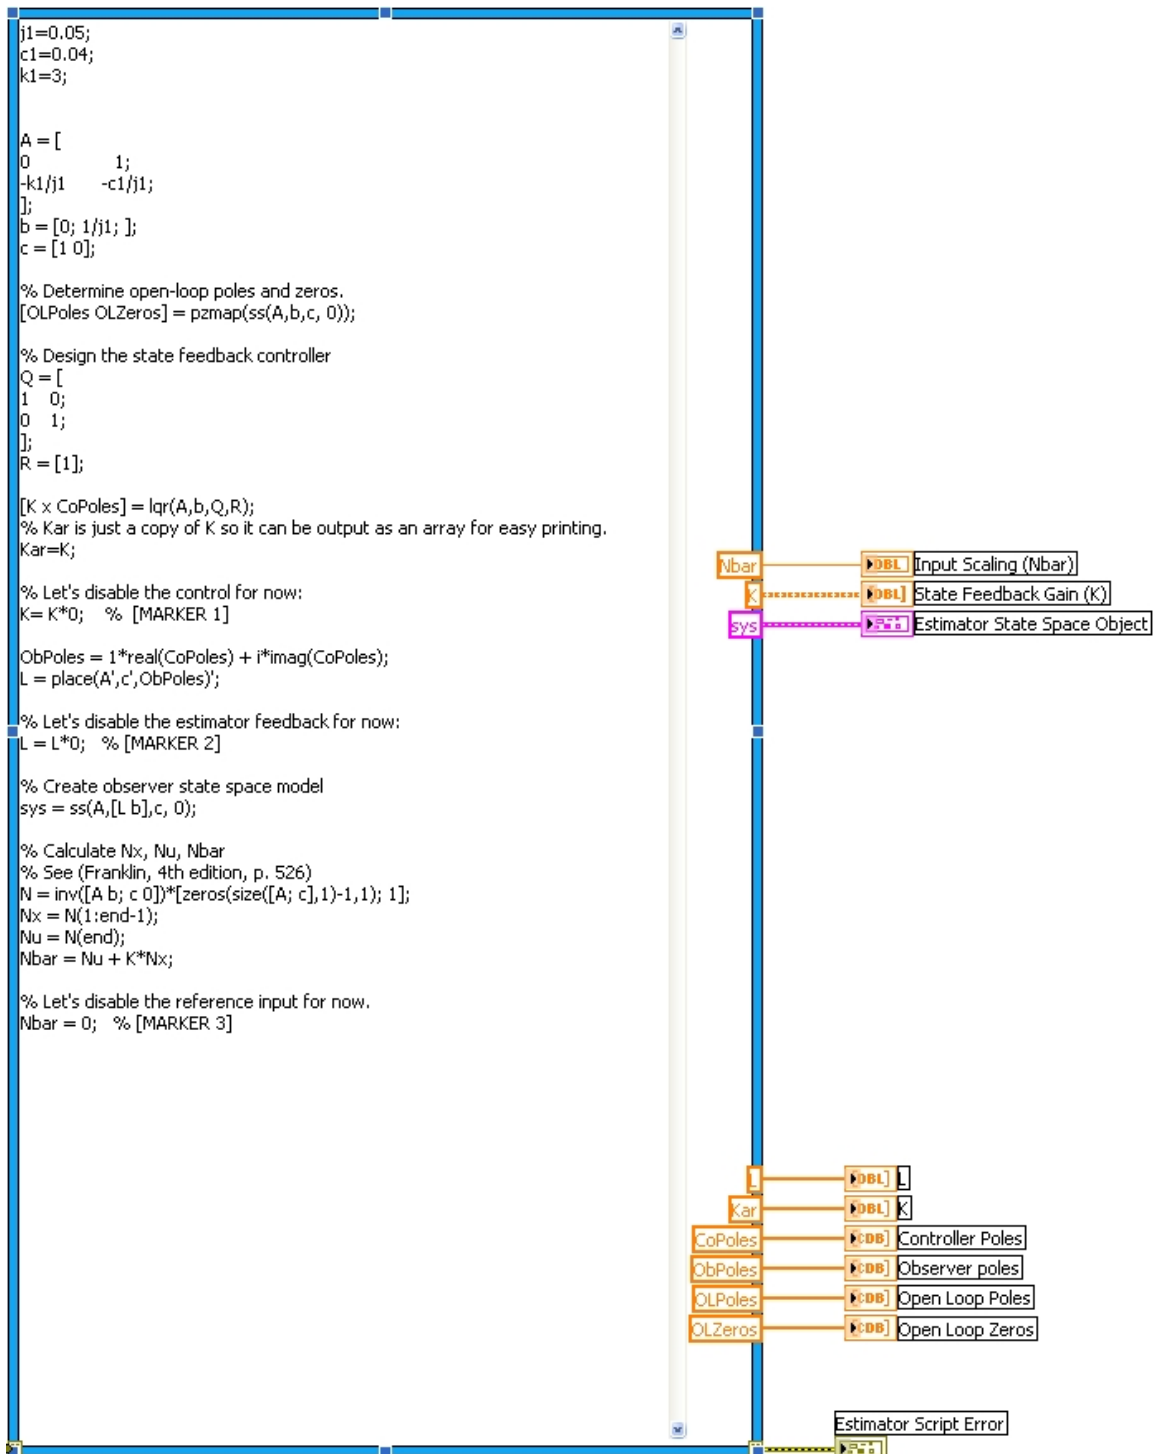 j1=0.05;
c1=0.04;
k1=3;
A = [
0 1;
-k1/j1 -c1/j1;
];
b = [0; 1/j1; ];
c = [1 0];
% Determine open-loop poles and zeros.
[OLPoles OLZeros] = pzmap(ss(A,b,c, 0));
% Design the state feedback controller
Q = [
1 0;
0 1;
];
R = [1];
[K x CoPoles] = lqr(A,b,Q,R);
% Kar is just a copy of K so it can be output as an array for easy printing.
Kar=K;
% Let's disable the control for now:
K= K*0; % [MARKER 1]
ObPoles = 1*real(CoPoles) + i*imag(CoPoles);
L = place(A',c',ObPoles)';
% Let's disable the estimator feedback for now:
L = L*0; % [MARKER 2]
% Create observer state space model
sys = ss(A,[L b],c, 0);
% Calculate Nx, Nu, Nbar
% See (Franklin, 4th edition, p. 526)
N = inv([A b; c 0])*[zeros(size([A; c],1)-1,1); 1];
Nx = N(1:end-1);
Nu = N(end);
Nbar = Nu + K*Nx;
% Let's disable the reference input for now.
Nbar = 0; % [MARKER 3]
Nbar DBL Input Scaling (Nbar)
K DBL] State Feedback Gain (K)
sys Estimator State Space Object
L DBL] L
Kar DBL] K
CoPoles CDB] Controller Poles
ObPoles CDB] Observer poles
OLPoles CDB] Open Loop Poles
OLZeros CDB] Open Loop Zeros
Estimator Script Error